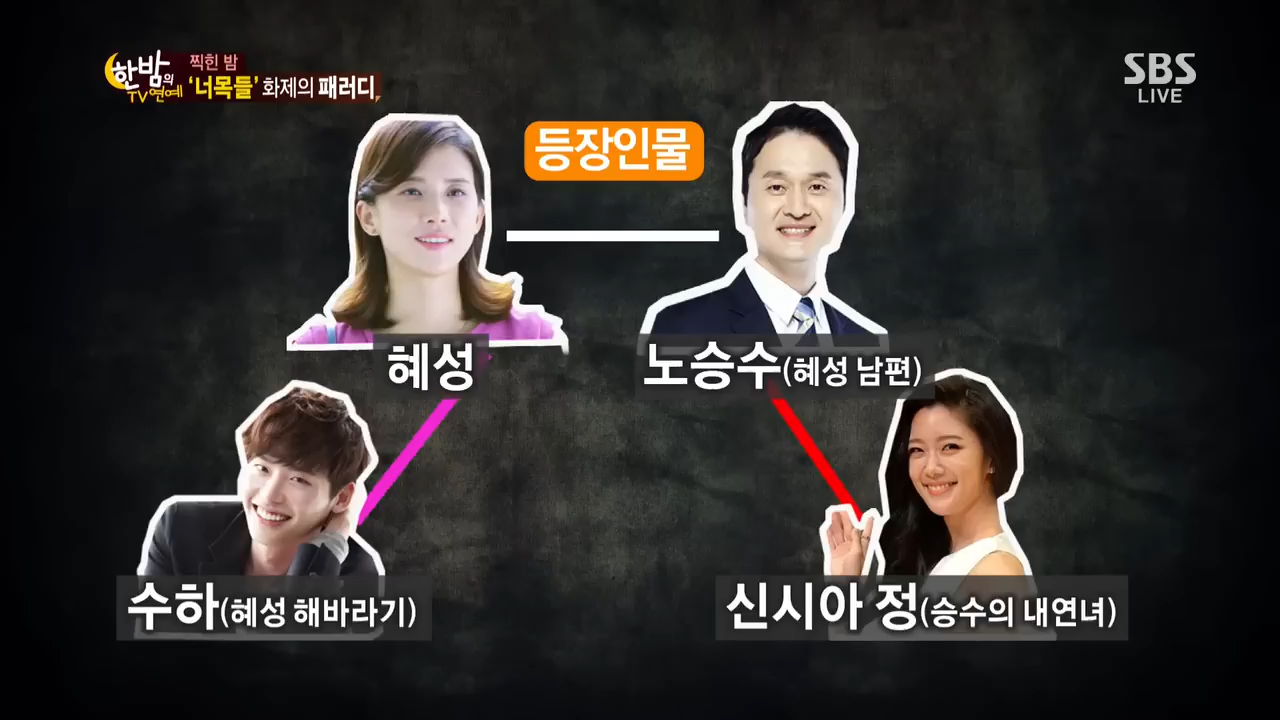 한밤의
TV연예
찍힌 밤
'너목들' 화제의 패러디
SBS
LIVE
등장인물
혜성
노승수(혜성 남편)
수하(혜성 해바라기)
신시아 정(승수의 내연녀)